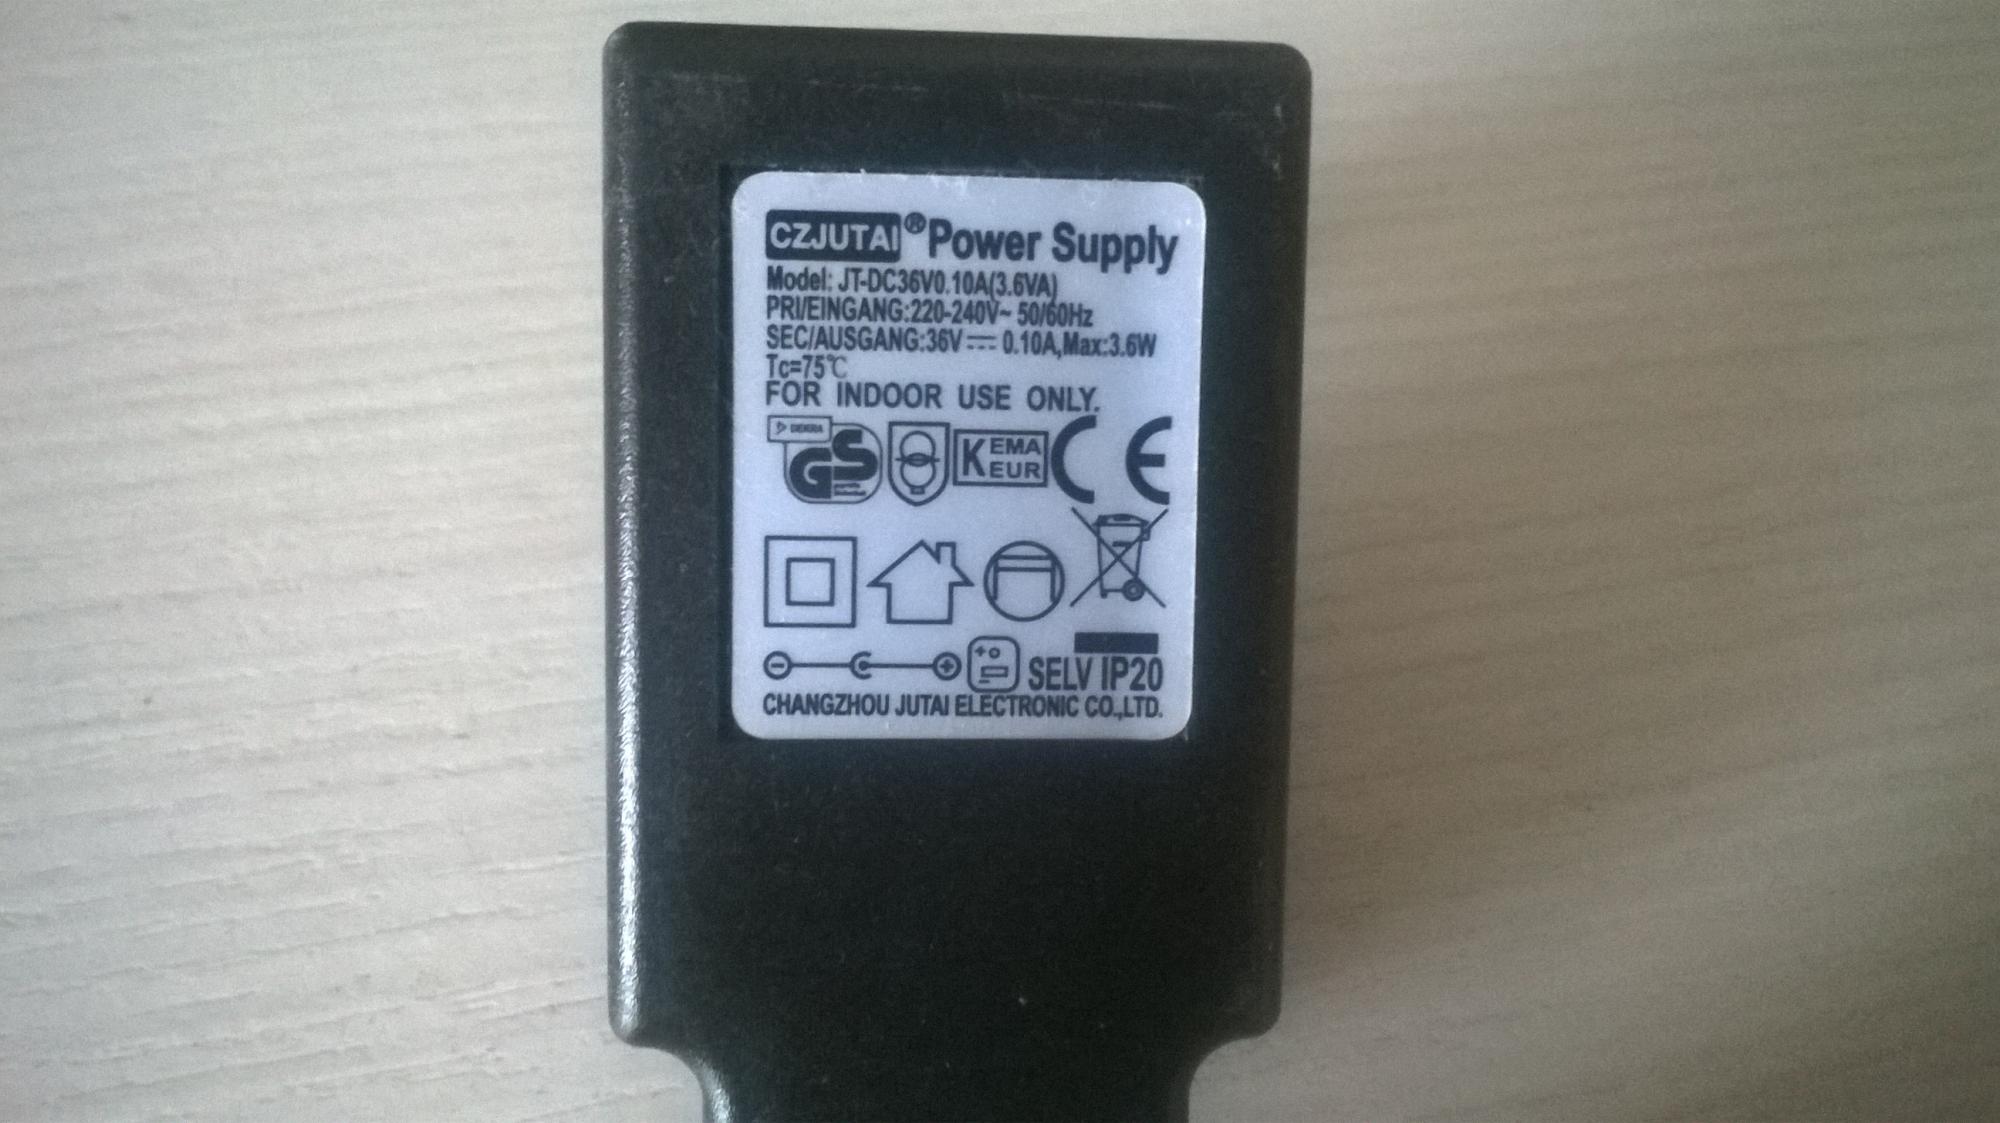 CZJUTAI® Power Supply
Model: JT-DC36V0.10A(3.6VA)
PRI/EINGANG:220-240V~ 50/60Hz
SEC/AUSGANG:36V⎓0.10A,Max:3.6W
Tc=75℃
FOR INDOOR USE ONLY.
DEKRA
GS
KEMA
KEUR
CE
SELV IP20
CHANGZHOU JUTAI ELECTRONIC CO.,LTD.